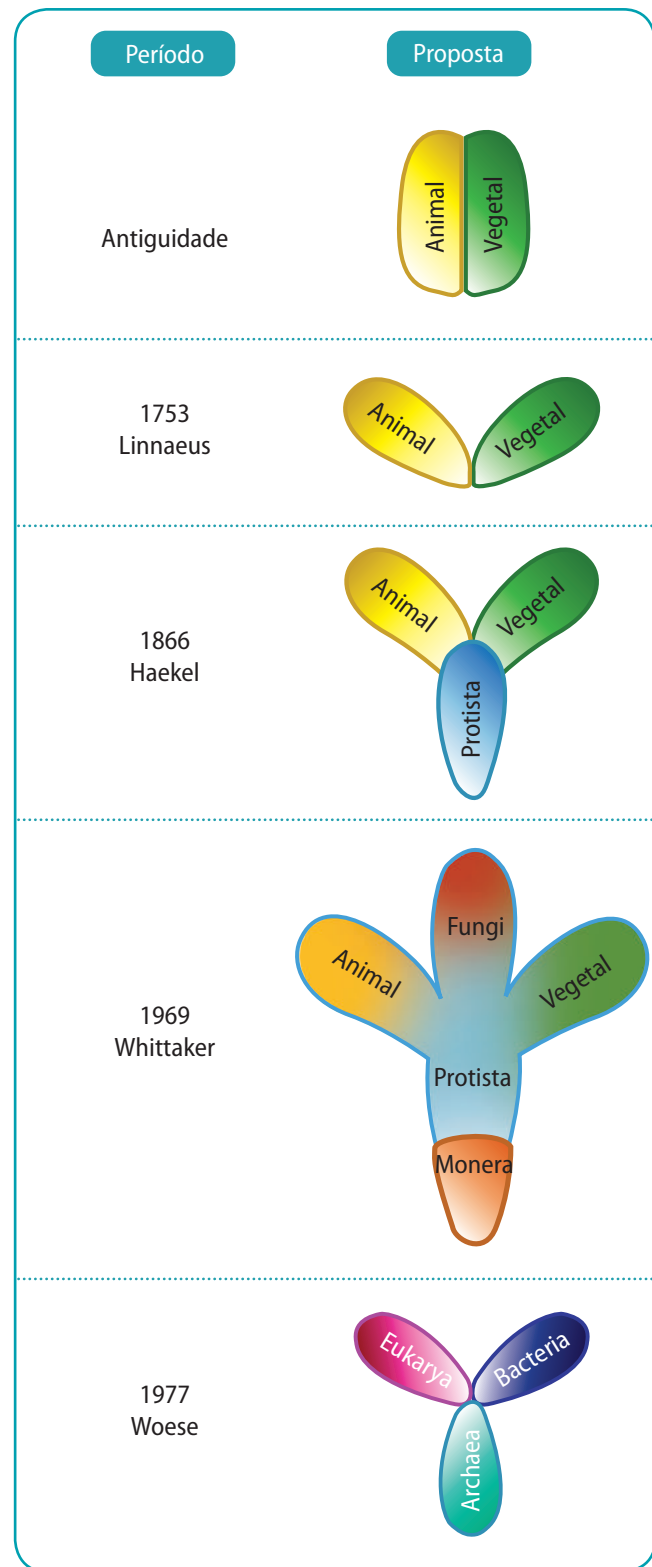 Período
Proposta
Antiguidade
Animal
Vegetal
1753
Linnaeus
Animal
Vegetal
1866
Haekel
Animal
Vegetal
Protista
1969
Whittaker
Fungi
Animal
Vegetal
Protista
Monera
1977
Woese
Eukarya
Bacteria
Archaea